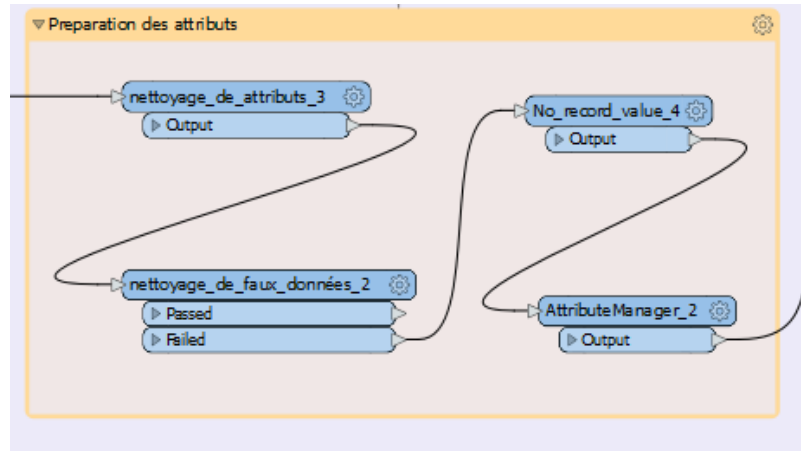 Preparation des attributs
nettoyage_de_attributs_3
Output
nettoyage_de_faux_données_2
Passed
Failed
No_record_value_4
Output
AttributeManager_2
Output